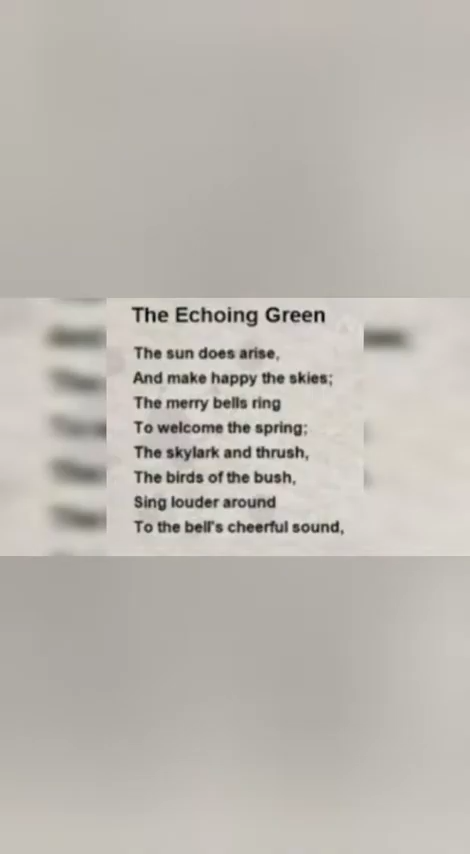 The Echoing Green
The sun does arise,
And make happy the skies;
The merry bells ring
To welcome the spring;
The skylark and thrush,
The birds of the bush,
Sing louder around
To the bell's cheerful sound,